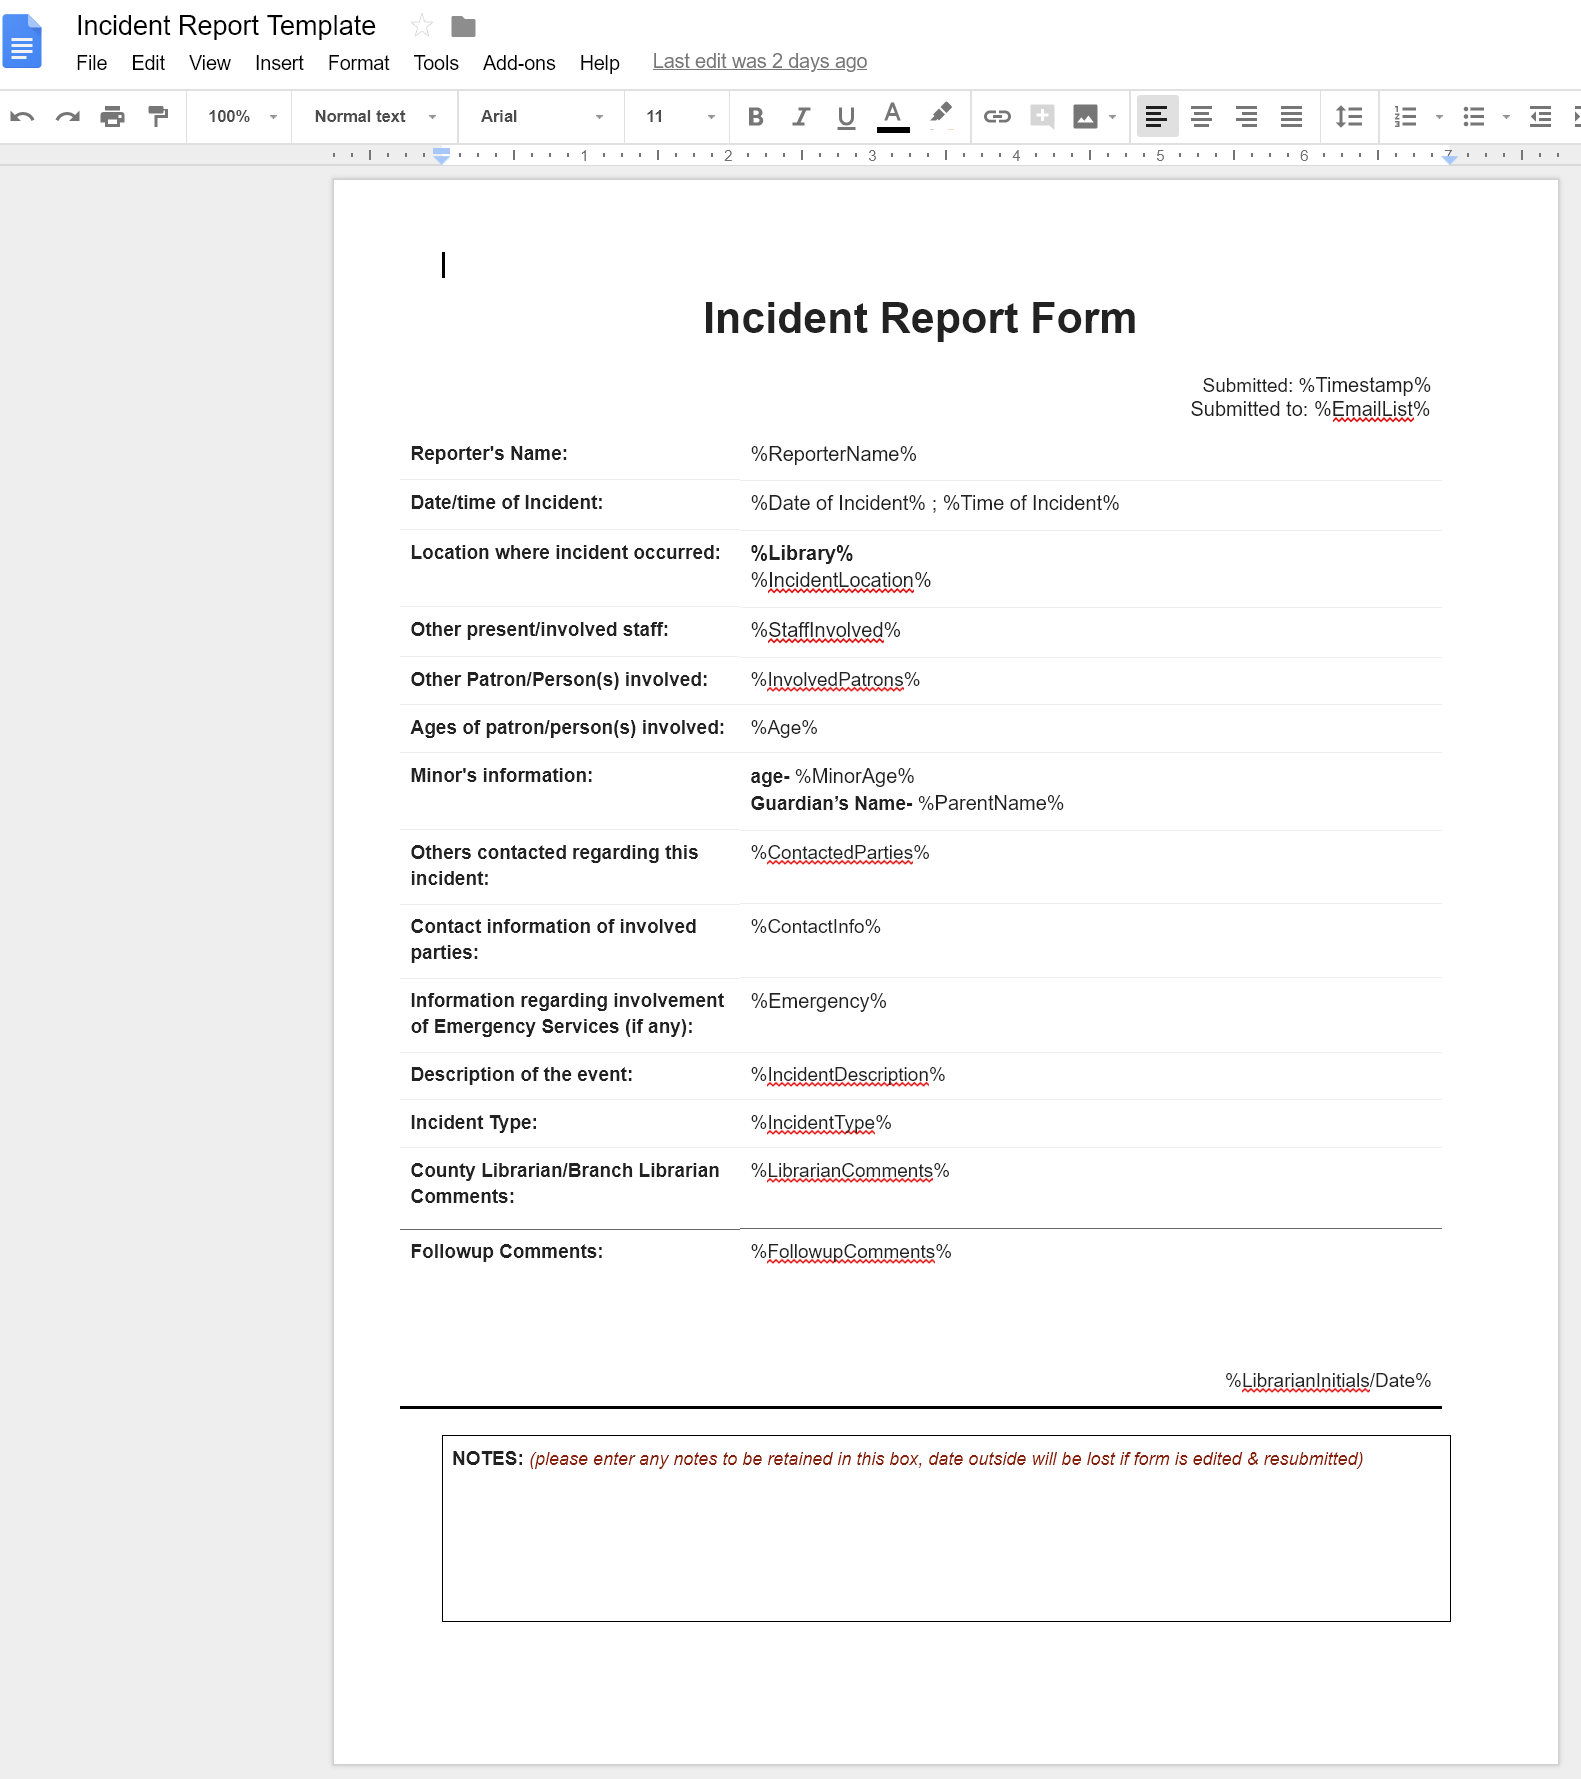 Incident Report Template
File Edit View Insert Format Tools Add-ons Help Last edit was 2 days ago
100% Normal text Arial 11 B I U A
1 2 3 4 5 6 7
Incident Report Form
Submitted: %Timestamp%
Submitted to: %EmailList%
Reporter's Name: %ReporterName%
Date/time of Incident: %Date of Incident% ; %Time of Incident%
Location where incident occurred: %Library%
%IncidentLocation%
Other present/involved staff: %StaffInvolved%
Other Patron/Person(s) involved: %InvolvedPatrons%
Ages of patron/person(s) involved: %Age%
Minor's information: age- %MinorAge%
Guardian’s Name- %ParentName%
Others contacted regarding this %ContactedParties%
incident:
Contact information of involved %ContactInfo%
parties:
Information regarding involvement %Emergency%
of Emergency Services (if any):
Description of the event: %IncidentDescription%
Incident Type: %IncidentType%
County Librarian/Branch Librarian %LibrarianComments%
Comments:
Followup Comments: %FollowupComments%
%LibrarianInitials/Date%
NOTES: (please enter any notes to be retained in this box, date outside will be lost if form is edited & resubmitted)